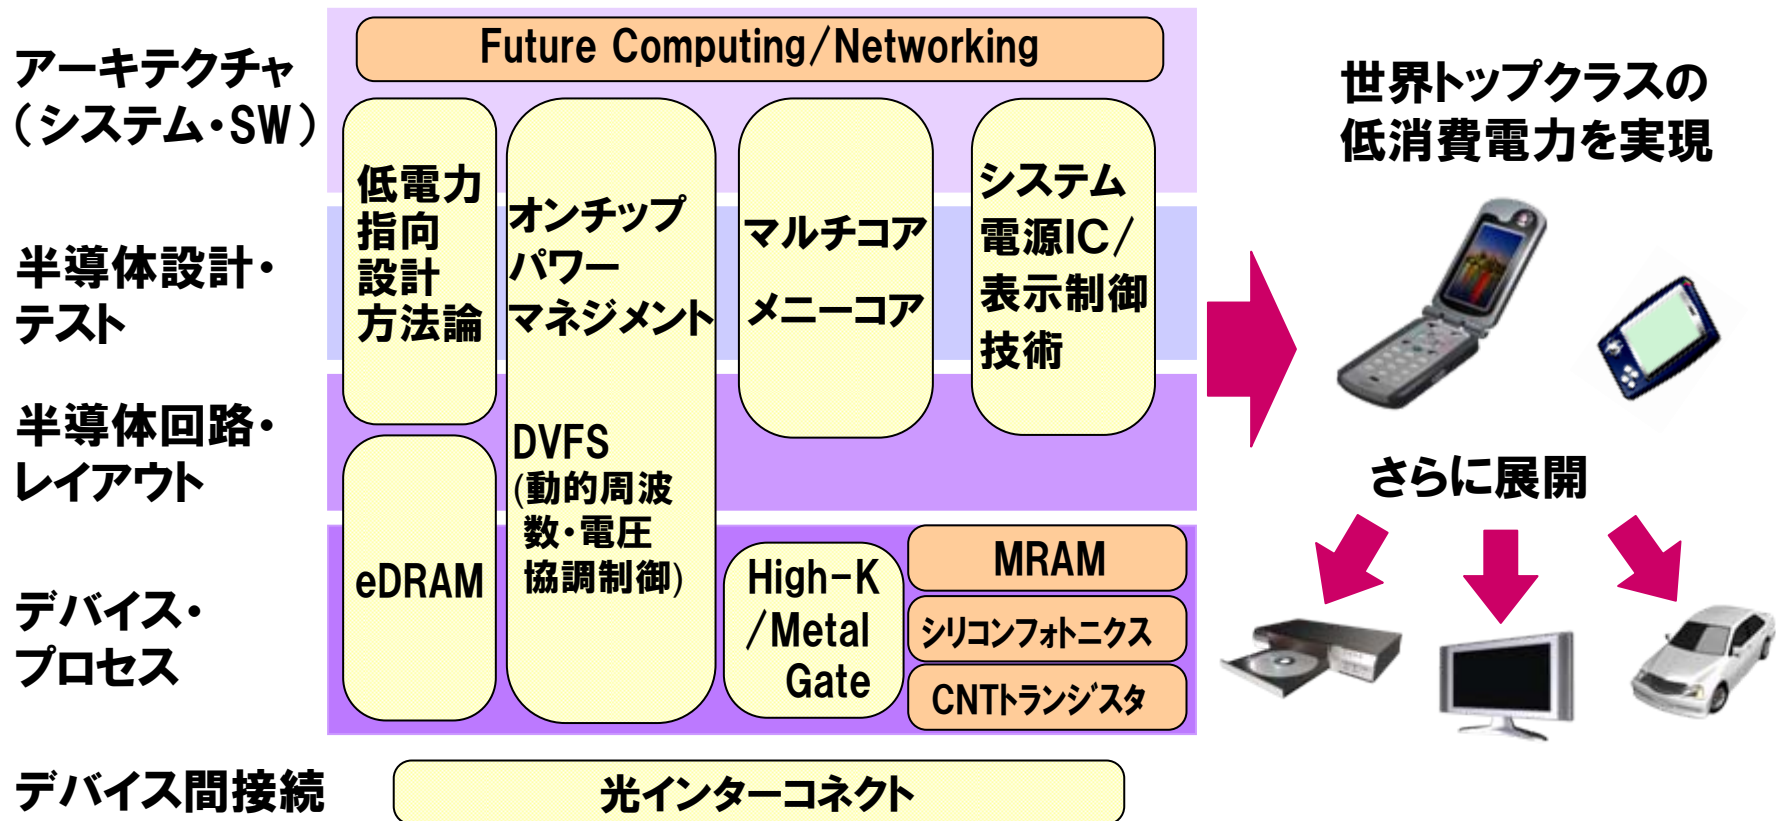 アーキテクチャ
(システム・SW)
半導体設計・
テスト
半導体回路・
レイアウト
デバイス・
プロセス
デバイス間接続
Future Computing/Networking
低電力
指向
設計
方法論
オンチップ
パワー
マネジメント
DVFS
(動的周波
数・電圧
協調制御)
マルチコア
メニーコア
システム
電源IC/
表示制御
技術
eDRAM
High-K
/Metal
Gate
MRAM
シリコンフォトニクス
CNTトランジスタ
光インターコネクト
世界トップクラスの
低消費電力を実現
さらに展開